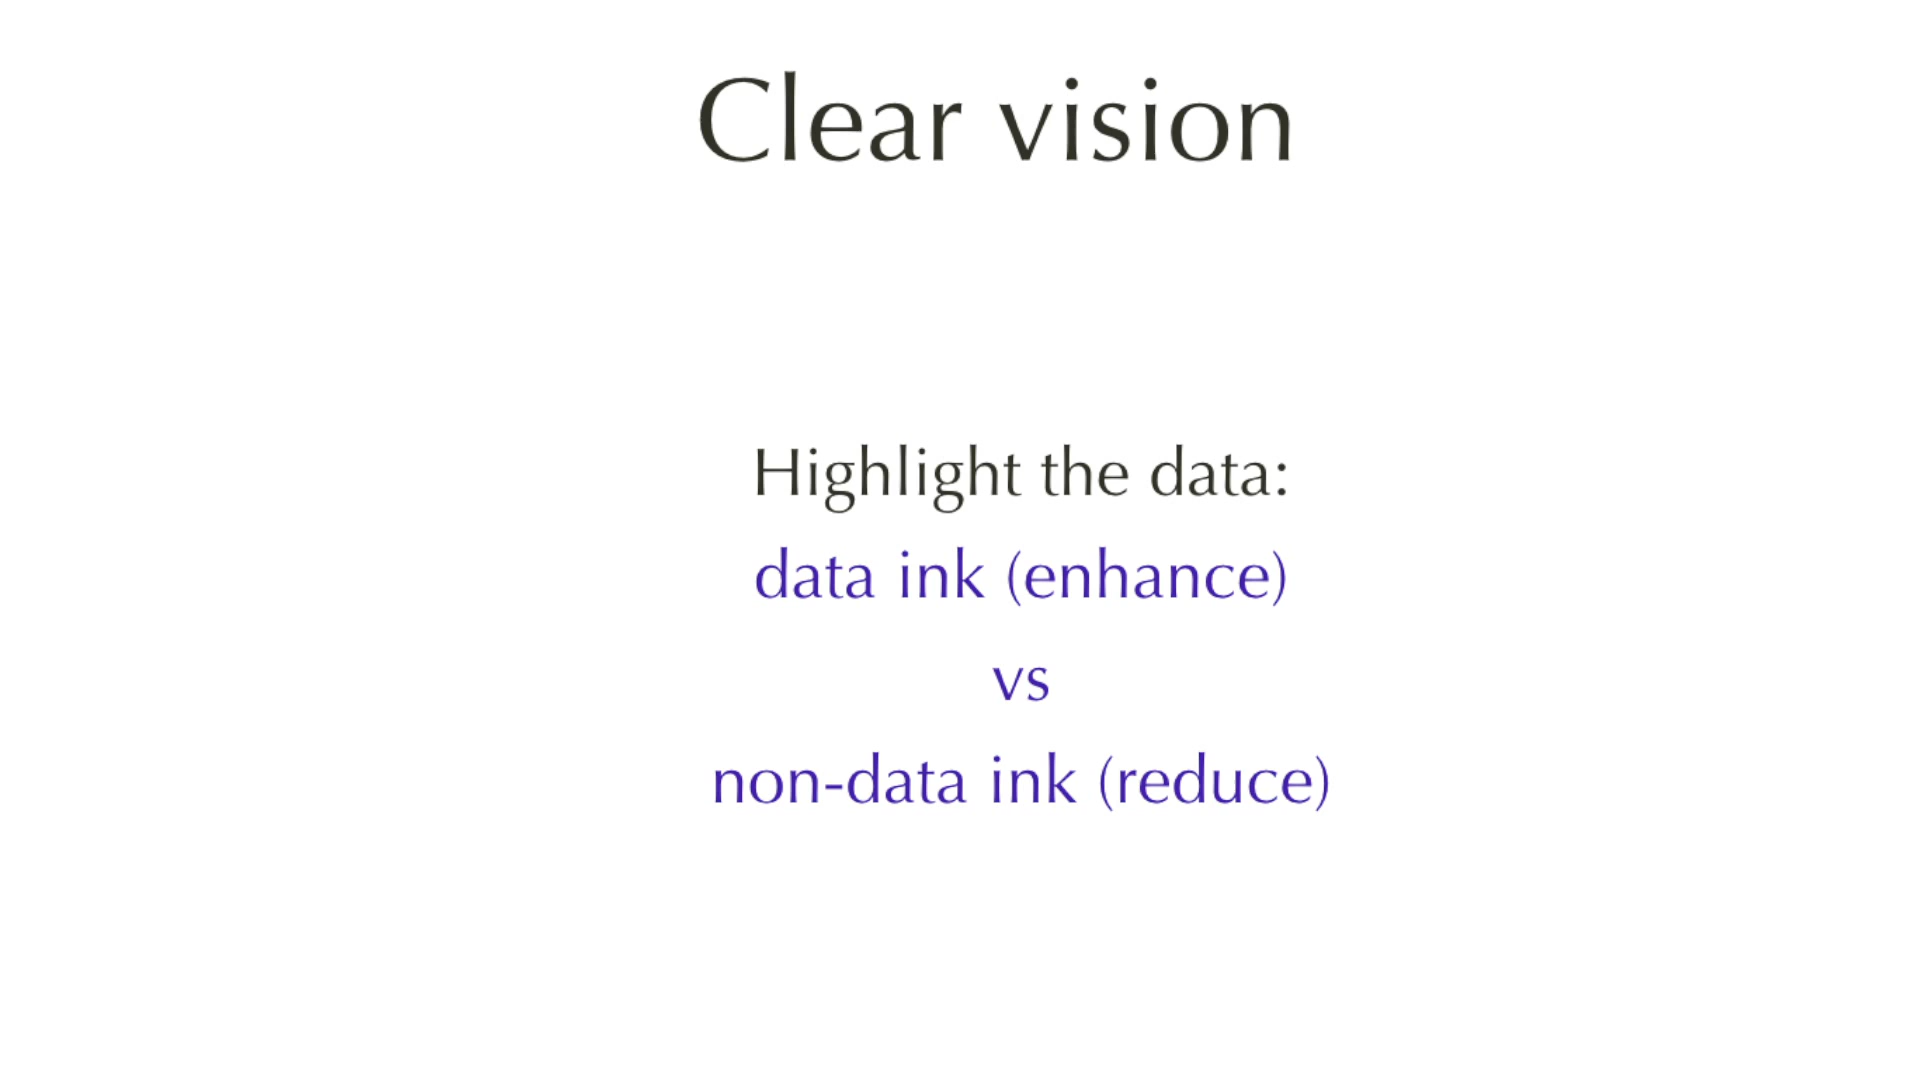 Clear vision
Highlight the data:
data ink (enhance)
vs
non-data ink (reduce)